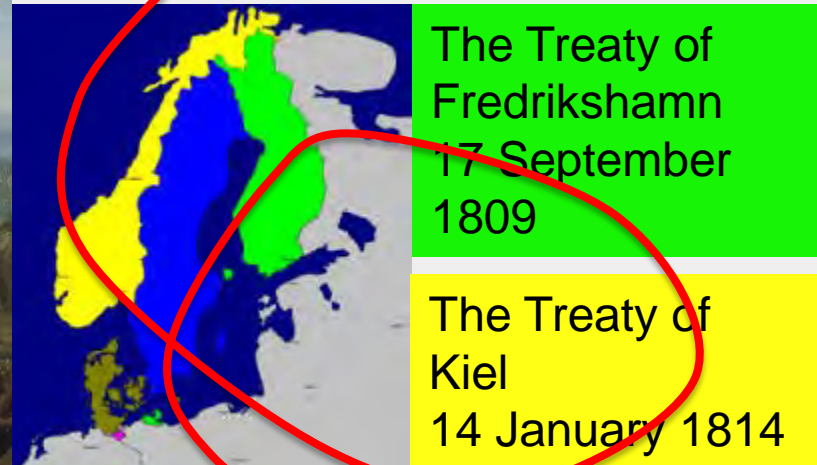 The Treaty of
Fredrikshamn
17 September
1809
The Treaty of
Kiel
14 January 1814